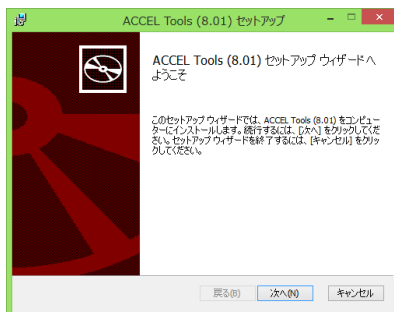 ACCEL Tools (8.01) セットアップ
ACCEL Tools (8.01) セットアップ ウィザードへ
ようこそ
このセットアップ ウィザードでは、ACCEL Tools (8.01) をコンピュー
ターにインストールします。続行するには、[次へ] をクリックしてくだ
さい。セットアップ ウィザードを終了するには、[キャンセル] をクリッ
クしてください。
戻る(B) 次へ(N) キャンセル